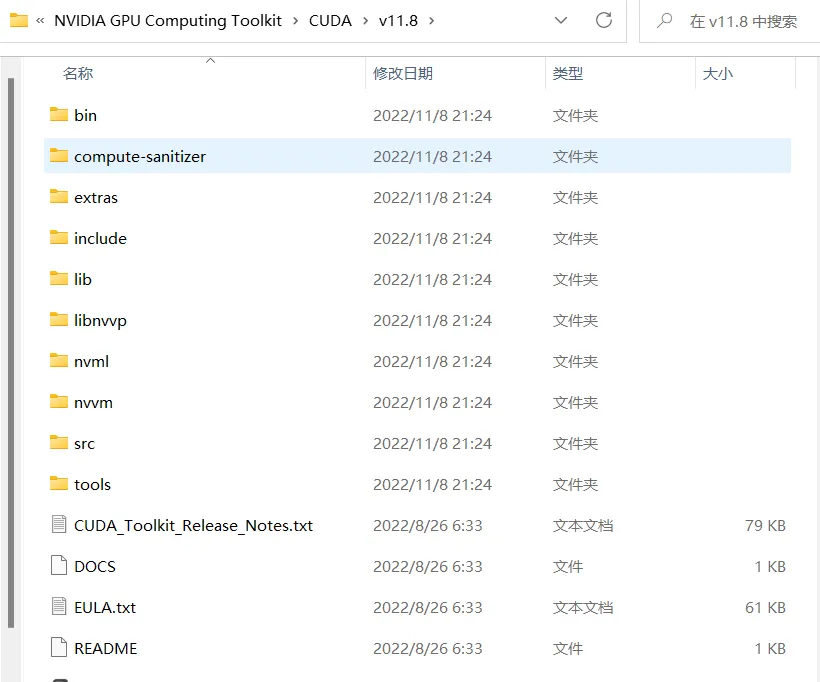 « NVIDIA GPU Computing Toolkit › CUDA › v11.8 › 在 v11.8 中搜索
名称 修改日期 类型 大小
bin 2022/11/8 21:24 文件夹
compute-sanitizer 2022/11/8 21:24 文件夹
extras 2022/11/8 21:24 文件夹
include 2022/11/8 21:24 文件夹
lib 2022/11/8 21:24 文件夹
libnvvp 2022/11/8 21:24 文件夹
nvml 2022/11/8 21:24 文件夹
nvvm 2022/11/8 21:24 文件夹
src 2022/11/8 21:24 文件夹
tools 2022/11/8 21:24 文件夹
CUDA_Toolkit_Release_Notes.txt 2022/8/26 6:33 文本文档 79 KB
DOCS 2022/8/26 6:33 文件 1 KB
EULA.txt 2022/8/26 6:33 文本文档 61 KB
README 2022/8/26 6:33 文件 1 KB